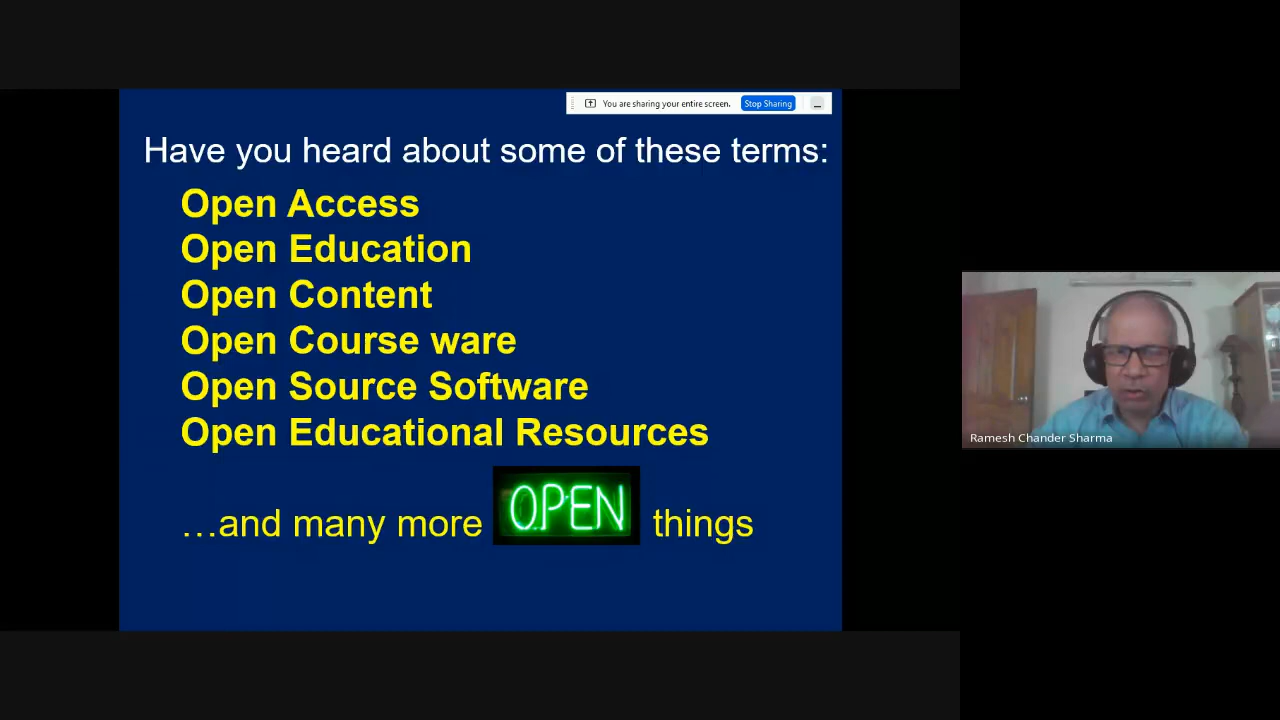 You are sharing your entire screen. Stop Sharing
Have you heard about some of these terms:
Open Access
Open Education
Open Content
Open Course ware
Open Source Software
Open Educational Resources
…and many more OPEN things
Ramesh Chander Sharma